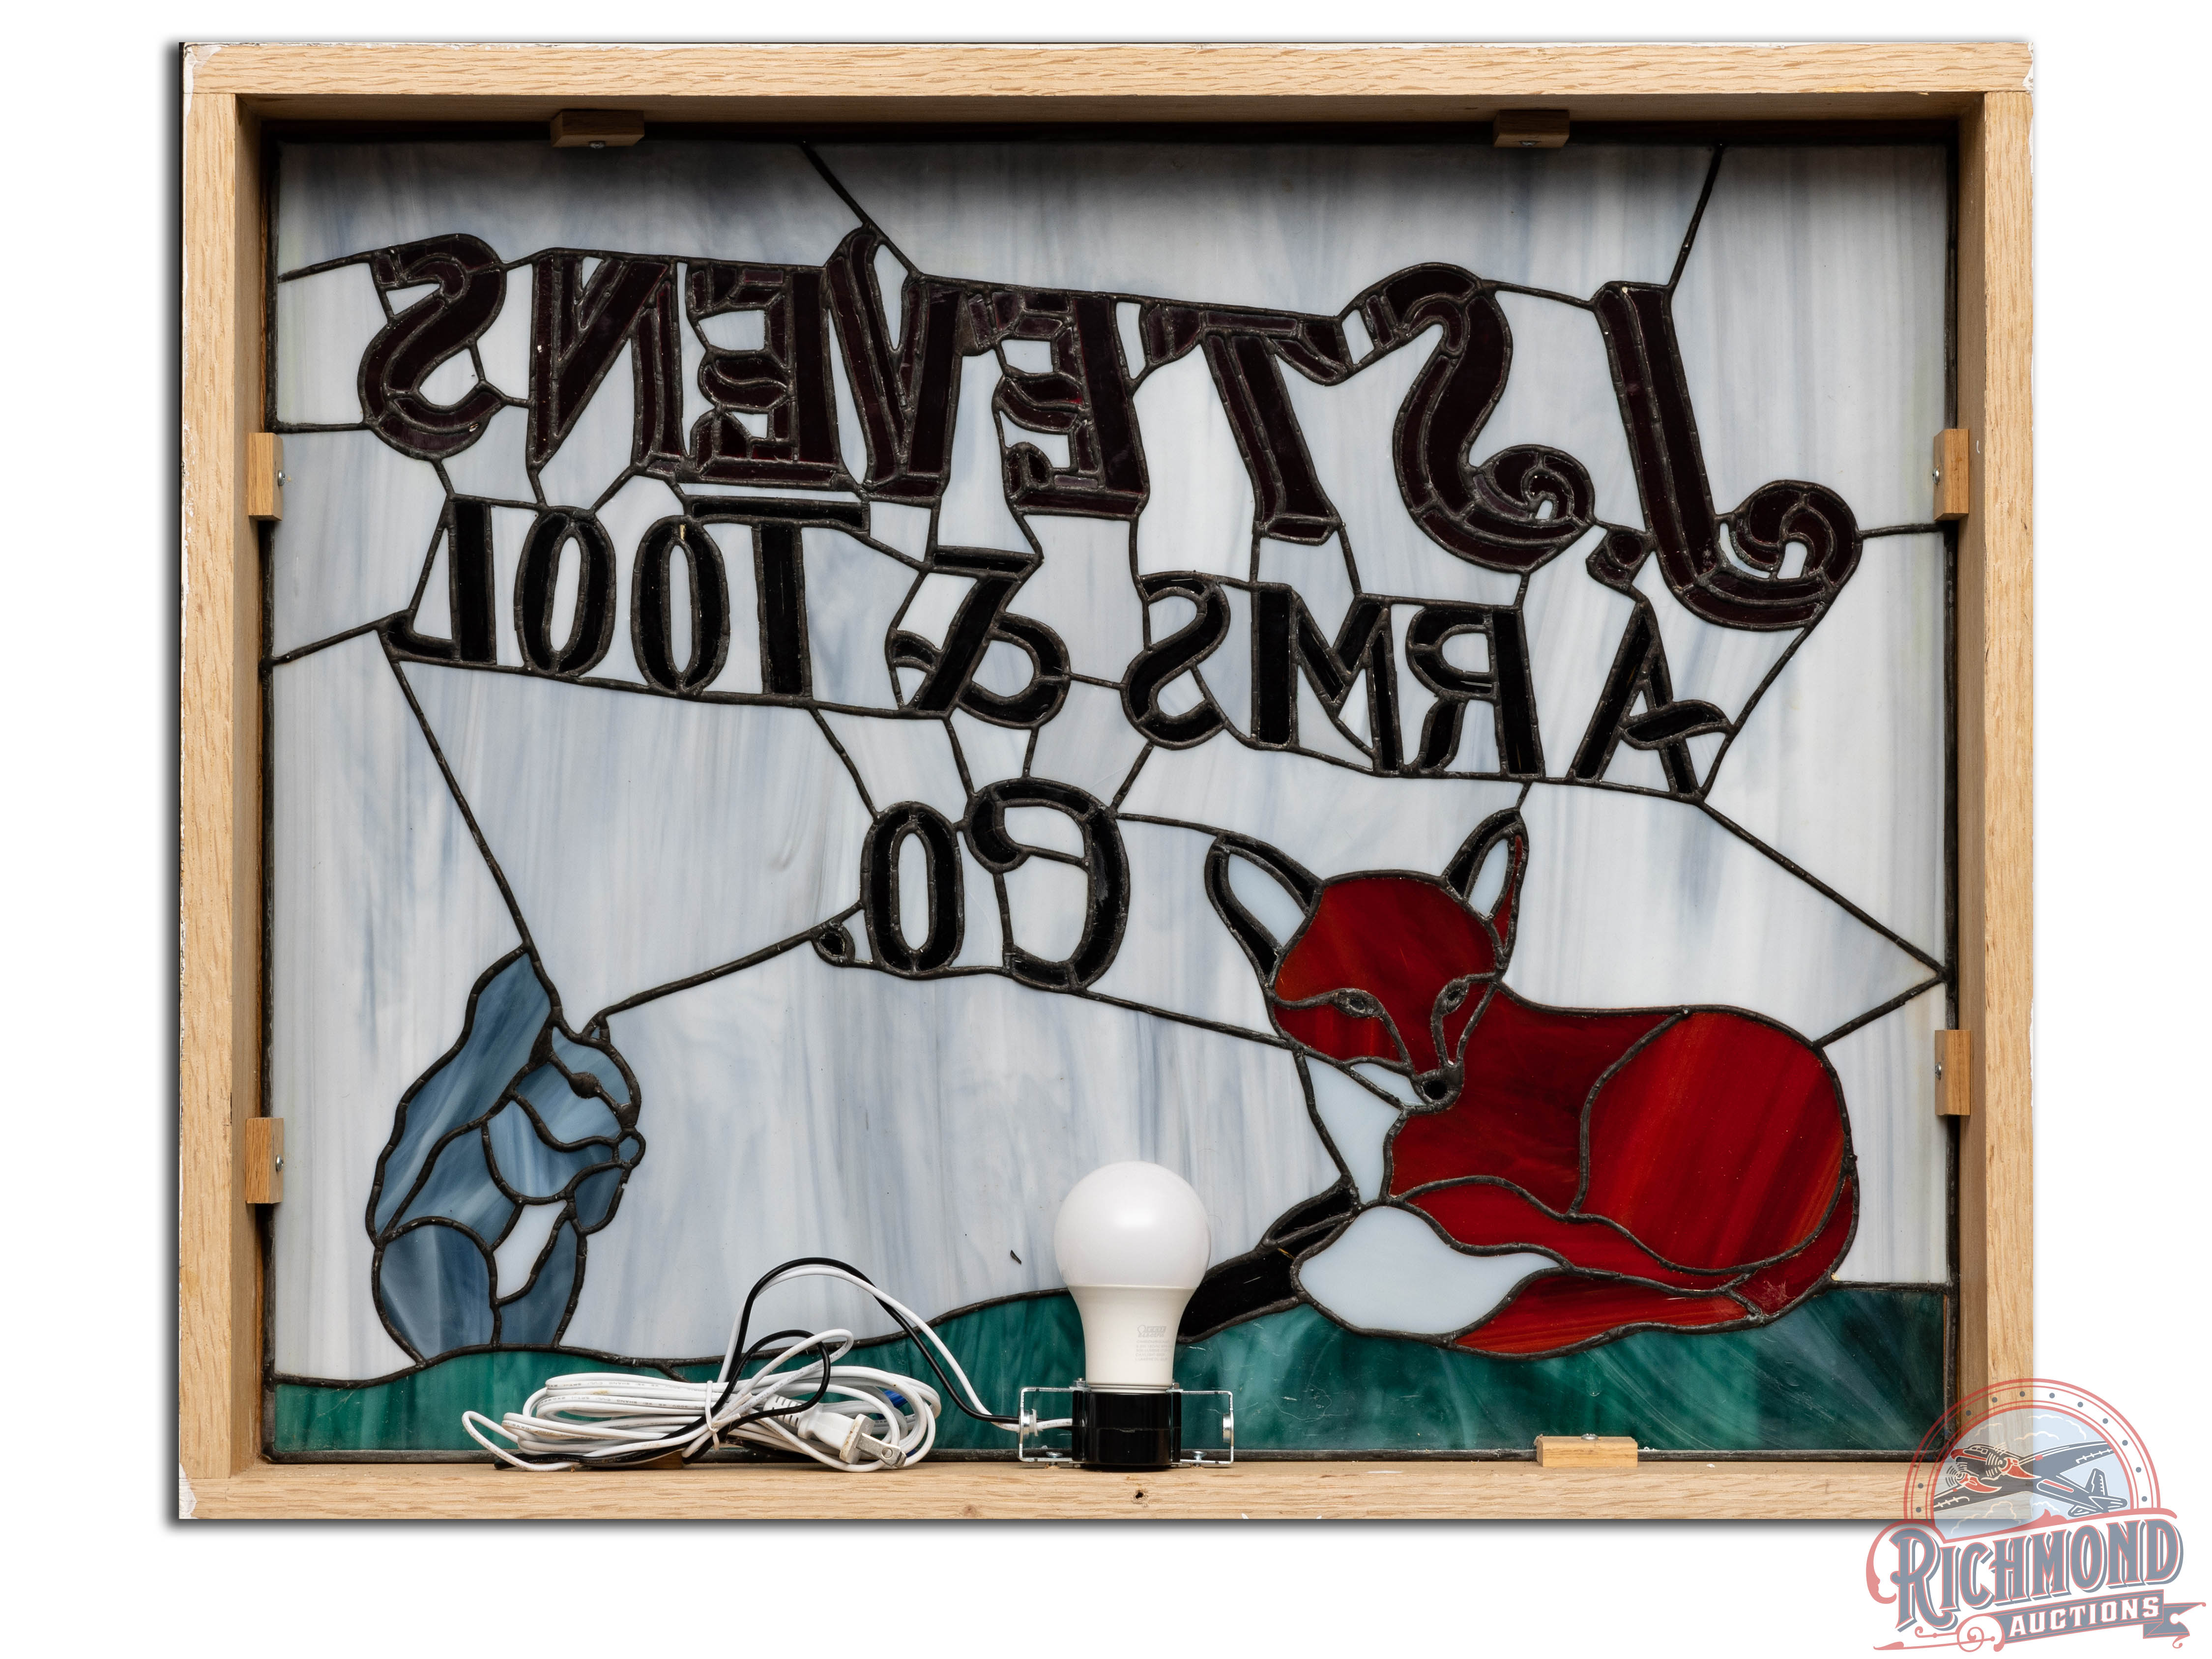 J. STEVENS
ARMS & TOOL
CO.
RICHMOND
AUCTIONS